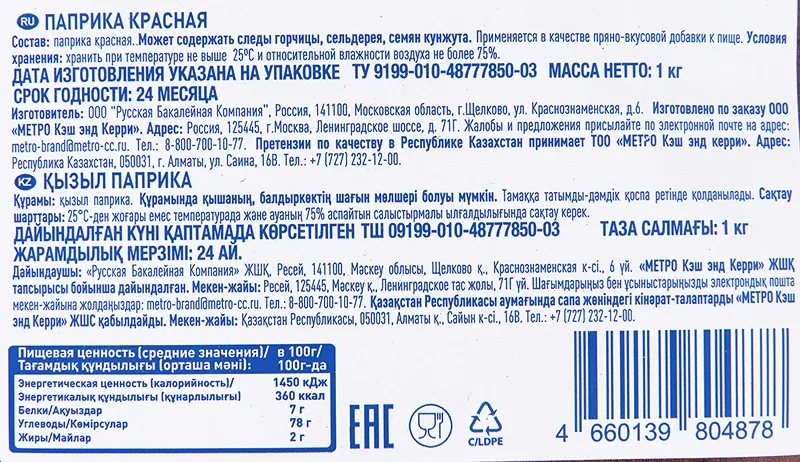 RU ПАПРИКА КРАСНАЯ
Состав: паприка красная..Может содержать следы горчицы, сельдерея, семян кунжута. Применяется в качестве пряно-вкусовой добавки к пище. Условия
хранения: хранить при температуре не выше 25⁰С и относительной влажности воздуха не более 75%.
ДАТА ИЗГОТОВЛЕНИЯ УКАЗАНА НА УПАКОВКЕ ТУ 9199-010-48777850-03 МАССА НЕТТО: 1 кг
СРОК ГОДНОСТИ: 24 МЕСЯЦА
Изготовитель: ООО "Русская Бакалейная Компания", Россия, 141100, Московская область, г.Щелково, ул. Краснознаменская, д.6. Изготовлено по заказу ООО
«МЕТРО Кэш энд Керри». Адрес: Россия, 125445, г.Москва, Ленинградское шоссе, д. 71Г. Жалобы и предложения присылайте по электронной почте на адрес:
metro-brand@metro-cc.ru. Тел.: 8-800-700-10-77. Претензии по качеству в Республике Казахстан принимает ТОО «МЕТРО Кэш энд керри». Адрес:
Республика Казахстан, 050031, г. Алматы, ул. Саина, 16В. Тел.: +7 (727) 232-12-00.
KZ ҚЫЗЫЛ ПАПРИКА
Құрамы: қызыл паприка. Құрамында қышаның, балдыркөктің шағын мөлшері болуы мүмкін. Тамаққа татымды-дәмдік қоспа ретінде қолданылады. Сақтау
шарттары: 25°С-ден жоғары емес температурада және ауаның 75% аспайтын салыстырмалы ылғалдылығында сақтау керек.
ДАЙЫНДАЛҒАН КҮНІ ҚАПТАМАДА КӨРСЕТІЛГЕН ТШ 09199-010-48777850-03 ТАЗА САЛМАҒЫ: 1 кг
ЖАРАМДЫЛЫҚ МЕРЗІМІ: 24 АЙ.
Дайындаушы: «Русская Бакалейная Компания» ЖШҚ, Ресей, 141100, Мәскеу облысы, Щелково қ., Краснознаменская к-сі., 6 үй. «МЕТРО Кэш энд Керри» ЖШҚ
тапсырысы бойынша дайындалған. Мекен-жайы: Ресей, 125445, Мәскеу қ., Ленинградское тас жолы, 71Г үй. Шағымдарыңыз бен ұсыныстарыңызды электрондық пошта
мекен-жайына жолдаңыздар: metro-brand@metro-cc.ru. Тел.: 8-800-700-10-77. Қазақстан Республикасы аумағында сапа жөніндегі кінәрат-талаптарды «МЕТРО Кэш
энд Керри» ЖШС қабылдайды. Мекен-жайы: Қазақстан Республикасы, 050031, Алматы қ., Сайын к-сі., 16В. Тел.: +7 (727) 232-12-00.
Пищевая ценность (средние значения)/ в 100г/
Тағамдық құндылығы (орташа мәні): 100г-да
Энергетическая ценность (калорийность)/ 1450 кДж
Энергетикалық құндылығы (құнарлылығы) 360 ккал
Белки/Ақуыздар 7 г
Углеводы/Көмірсулар 78 г
Жиры/Майлар 2 г
EAC
C/LDPE
4 660139 804878